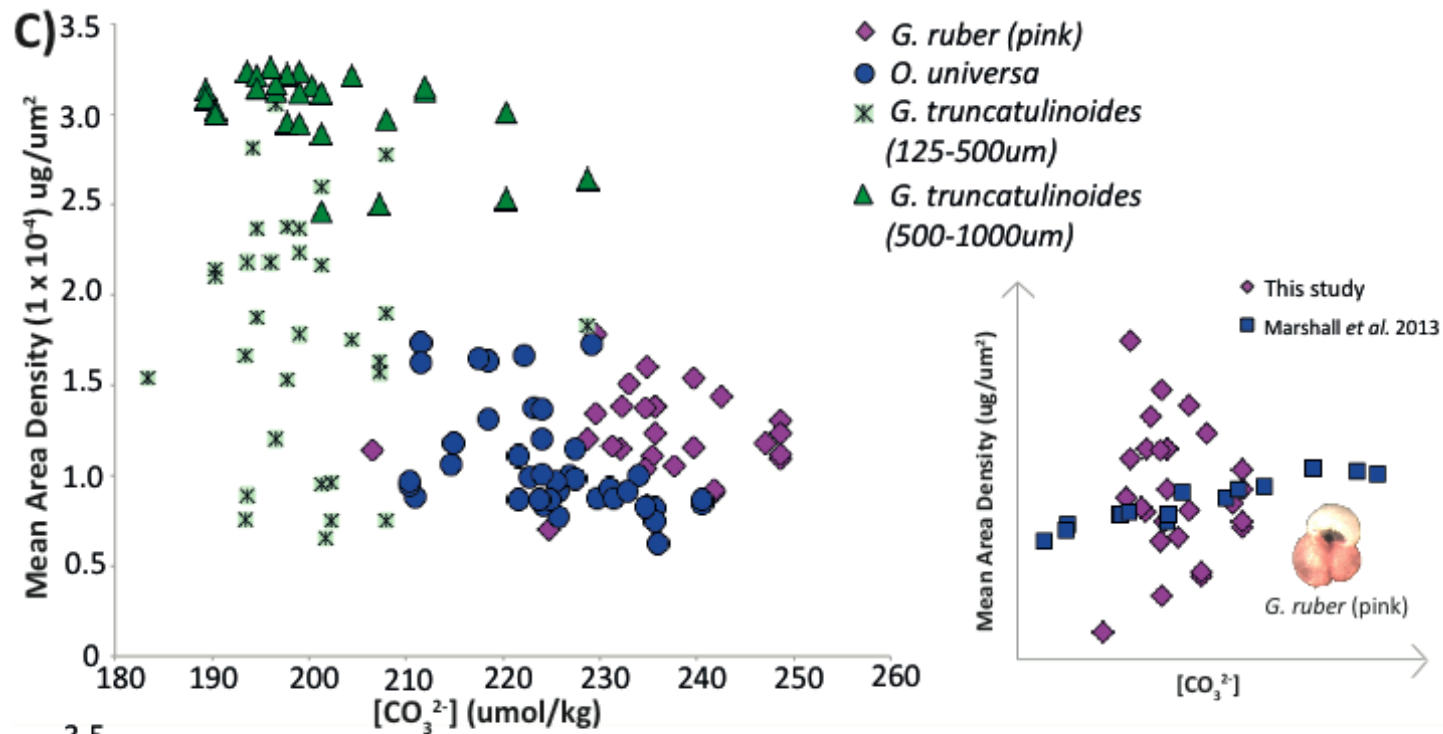 C)
3.5
3.0
2.5
2.0
1.5
1.0
0.5
0
Mean Area Density (1 x 10⁻⁴) ug/um²
180 190 200 210 220 230 240 250 260
[CO₃²⁻] (umol/kg)
G. ruber (pink)
O. universa
G. truncatulinoides
(125-500um)
G. truncatulinoides
(500-1000um)
This study
Marshall et al. 2013
Mean Area Density (ug/um²)
G. ruber (pink)
[CO₃²⁻]
3.5